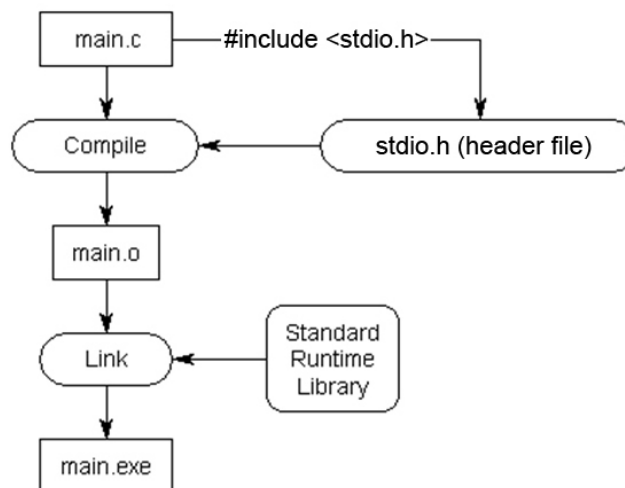 main.c
#include <stdio.h>
Compile
stdio.h (header file)
main.o
Link
Standard
Runtime
Library
main.exe